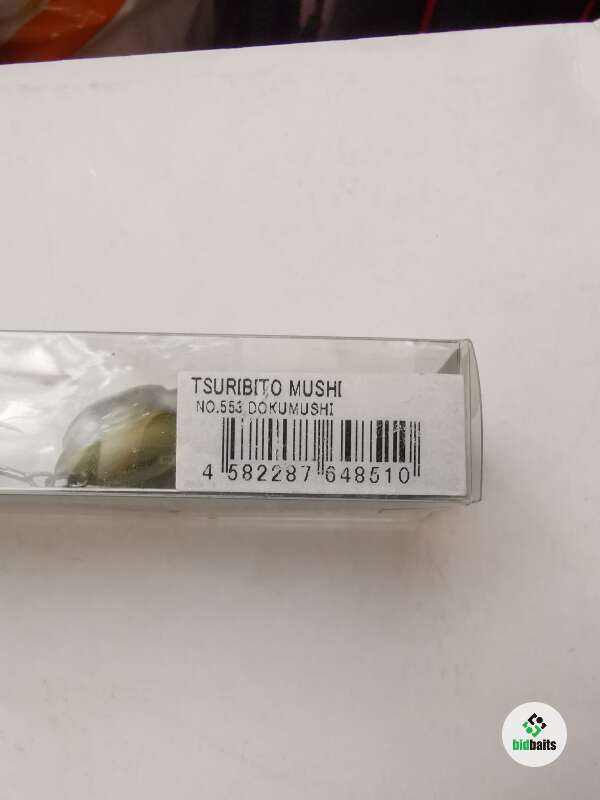 TSURIBITO MUSHI
NO.553 DOKUMUSHI
4 582287 648510
bidbaits